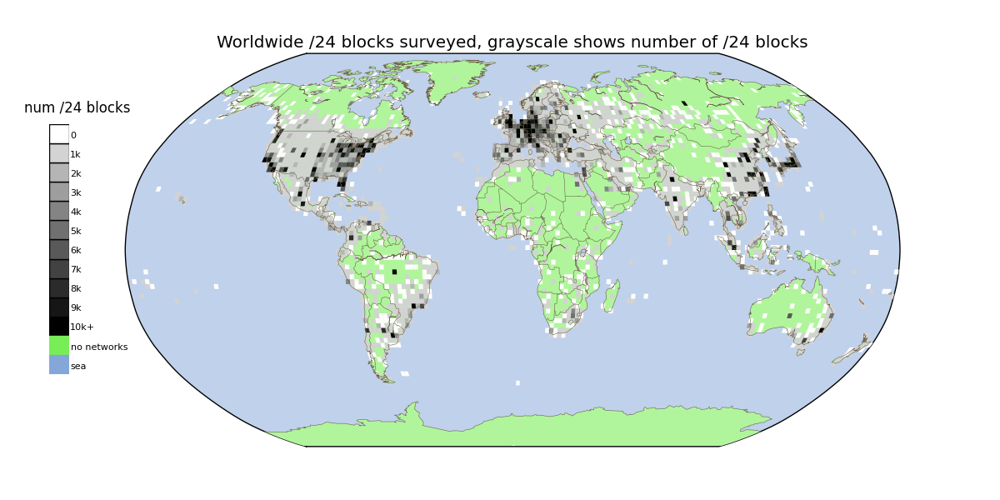 Worldwide /24 blocks surveyed, grayscale shows number of /24 blocks
num /24 blocks
0
1k
2k
3k
4k
5k
6k
7k
8k
9k
10k+
no networks
sea